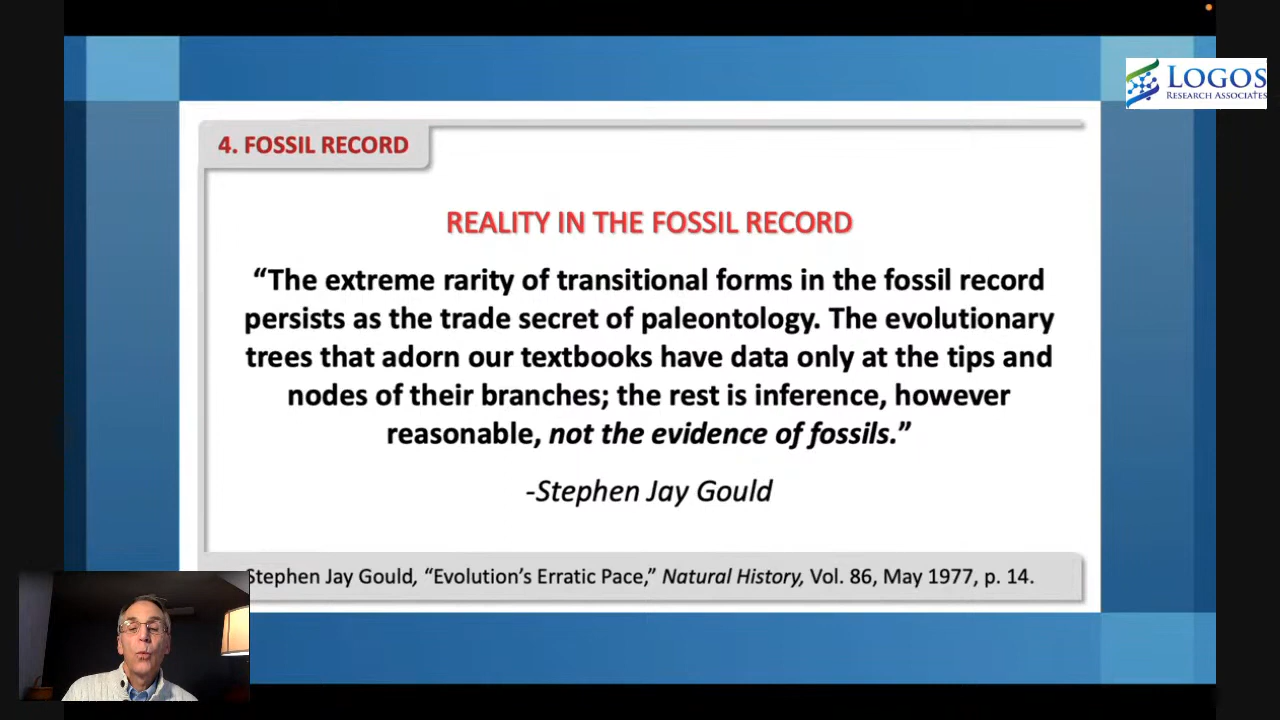 LOGOS
RESEARCH ASSOCIATES
4. FOSSIL RECORD
REALITY IN THE FOSSIL RECORD
“The extreme rarity of transitional forms in the fossil record
persists as the trade secret of paleontology. The evolutionary
trees that adorn our textbooks have data only at the tips and
nodes of their branches; the rest is inference, however
reasonable, not the evidence of fossils.”
-Stephen Jay Gould
Stephen Jay Gould, “Evolution’s Erratic Pace,” Natural History, Vol. 86, May 1977, p. 14.